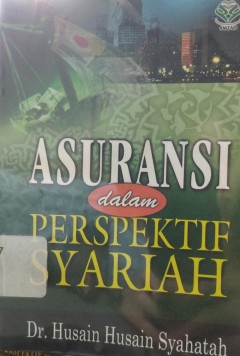 ASURANSI
dalam
PERSPEKTIF
SYARIAH
Dr. Husain Husain Syahatah